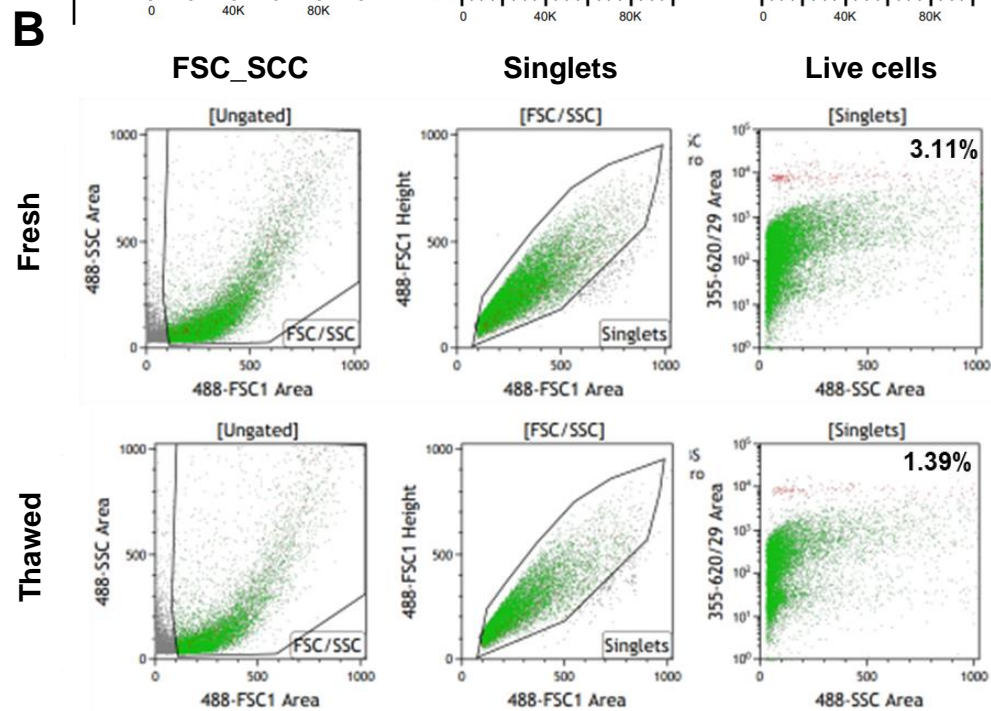 0 40K 80K 0 40K 80K 0 40K 80K
B
FSC_SCC Singlets Live cells
Fresh
[Ungated]
1000
500
0
488-SSC Area
FSC/SSC
0 500 1000
488-FSC1 Area
[FSC/SSC]
1000
500
0
488-FSC1 Height
Singlets
0 500 1000
488-FSC1 Area
[Singlets]
3.11%
10⁵
10⁴
10³
10²
10¹
10⁰
355-620/29 Area
0 500 1000
488-SSC Area
Thawed
[Ungated]
1000
500
0
488-SSC Area
FSC/SSC
0 500 1000
488-FSC1 Area
[FSC/SSC]
1000
500
0
488-FSC1 Height
Singlets
0 500 1000
488-FSC1 Area
[Singlets]
1.39%
10⁵
10⁴
10³
10²
10¹
10⁰
355-620/29 Area
0 500 1000
488-SSC Area